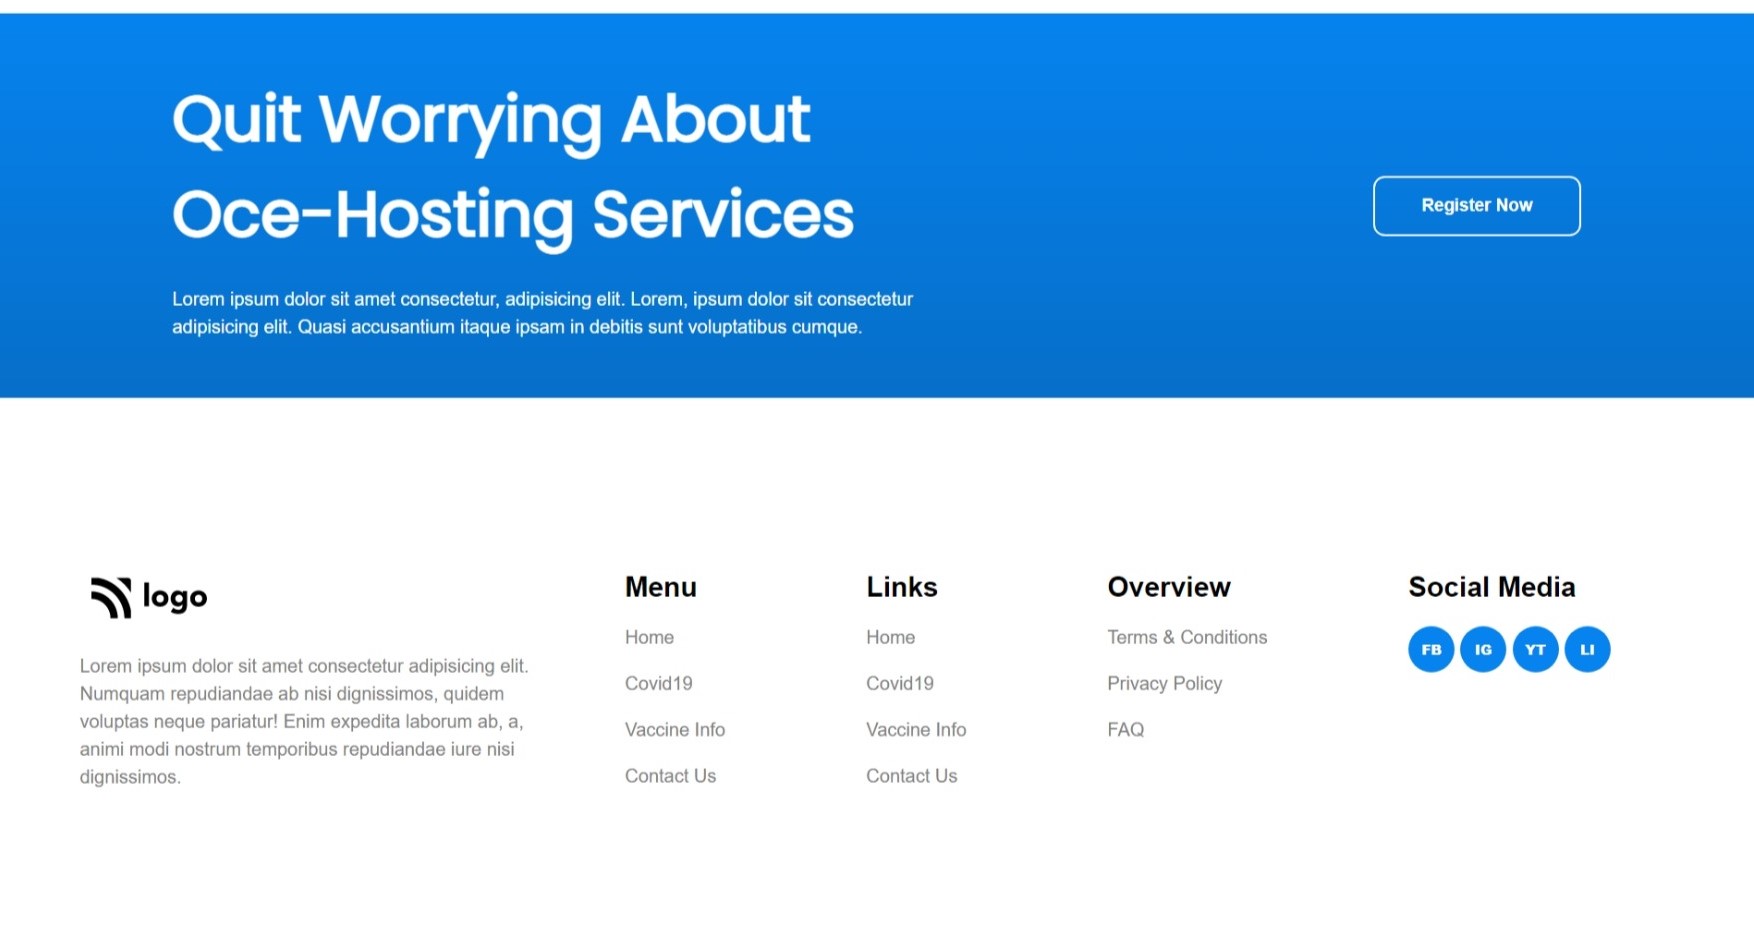 Quit Worrying About
Oce-Hosting Services
Lorem ipsum dolor sit amet consectetur, adipisicing elit. Lorem, ipsum dolor sit consectetur
adipisicing elit. Quasi accusantium itaque ipsam in debitis sunt voluptatibus cumque.
Register Now
logo
Lorem ipsum dolor sit amet consectetur adipisicing elit.
Numquam repudiandae ab nisi dignissimos, quidem
voluptas neque pariatur! Enim expedita laborum ab, a,
animi modi nostrum temporibus repudiandae iure nisi
dignissimos.
Menu
Home
Covid19
Vaccine Info
Contact Us
Links
Home
Covid19
Vaccine Info
Contact Us
Overview
Terms & Conditions
Privacy Policy
FAQ
Social Media
FB IG YT LI